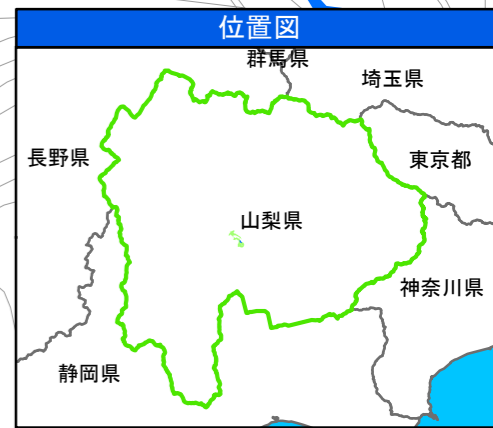 位置図
群馬県
埼玉県
長野県
東京都
山梨県
神奈川県
静岡県